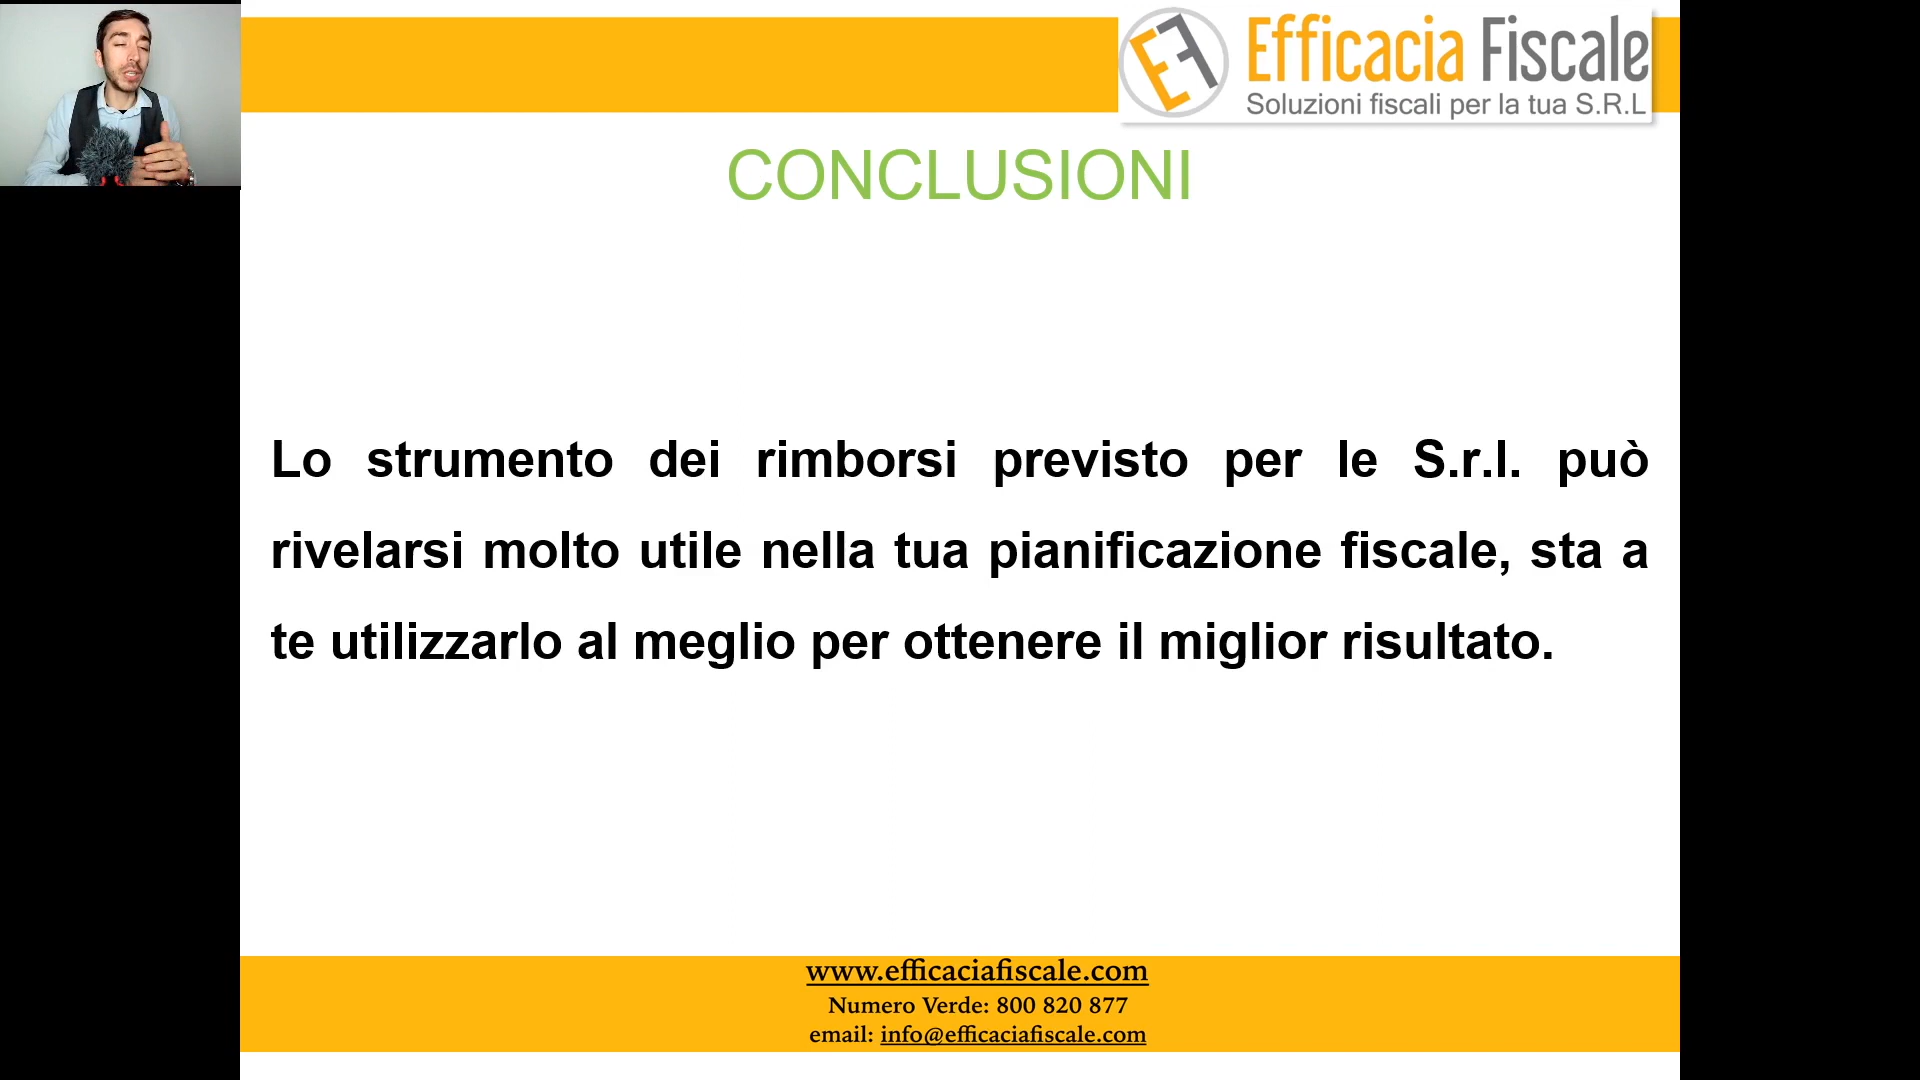 Efficacia Fiscale
Soluzioni fiscali per la tua S.R.L
CONCLUSIONI
Lo strumento dei rimborsi previsto per le S.r.l. può
rivelarsi molto utile nella tua pianificazione fiscale, sta a
te utilizzarlo al meglio per ottenere il miglior risultato.
www.efficaciafiscale.com
Numero Verde: 800 820 877
email: info@efficaciafiscale.com